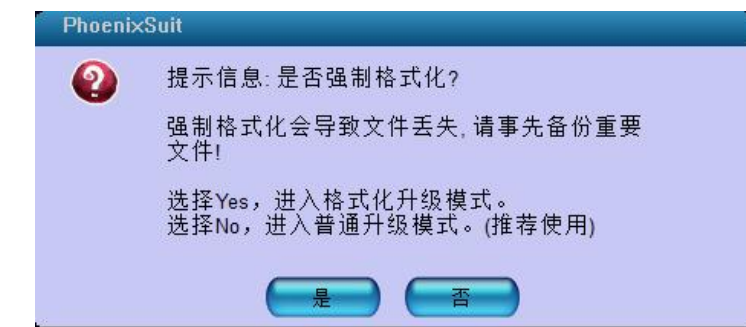 PhoenixSuit
提示信息: 是否强制格式化?
强制格式化会导致文件丢失, 请事先备份重要
文件!
选择Yes，进入格式化升级模式。
选择No，进入普通升级模式。(推荐使用)
是 否